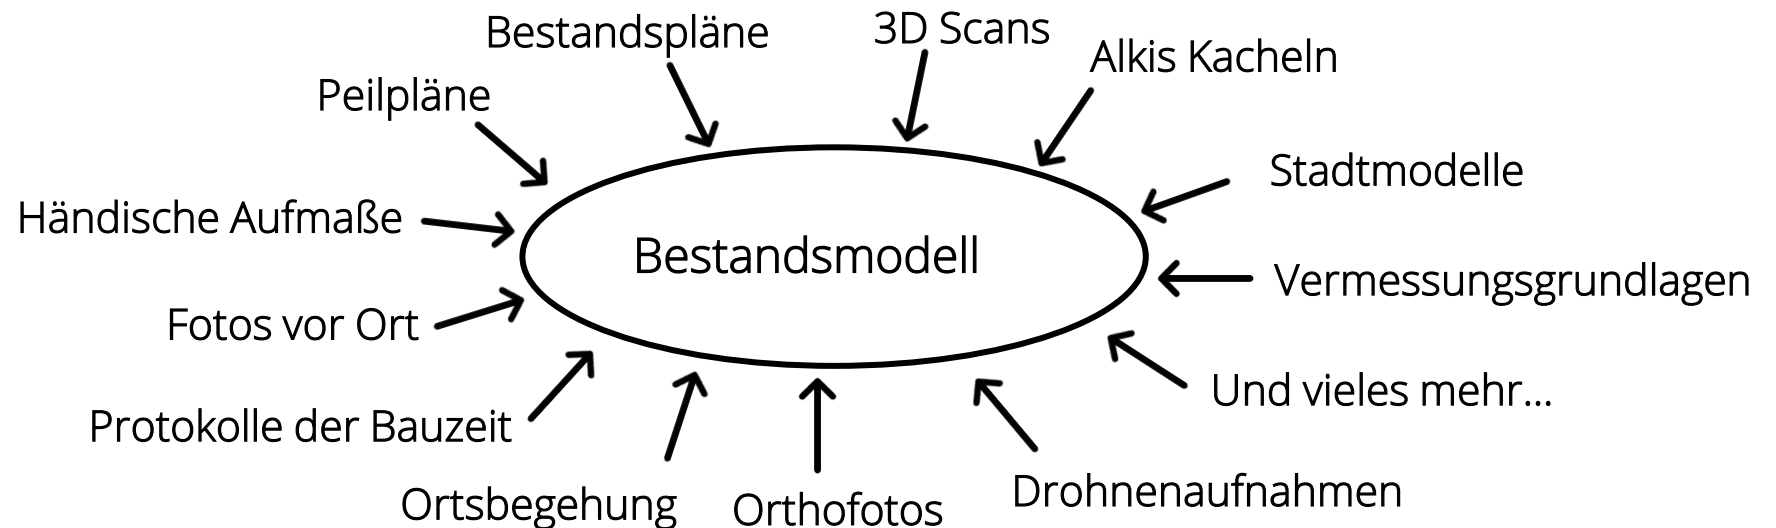 3D Scans
Bestandspläne
Alkis Kacheln
Peilpläne
Stadtmodelle
Händische Aufmaße
Bestandsmodell
Vermessungsgrundlagen
Fotos vor Ort
Und vieles mehr...
Protokolle der Bauzeit
Drohnenaufnahmen
Ortsbegehung
Orthofotos